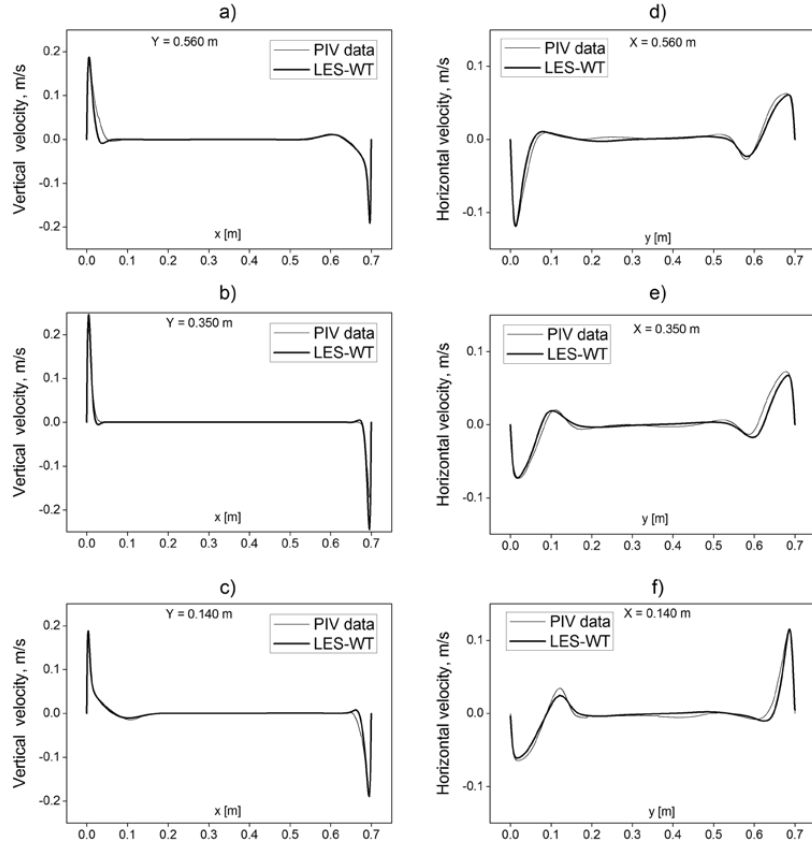 a)
Y = 0.560 m
PIV data
LES-WT
Vertical velocity, m/s
0.2
0.1
0.0
-0.1
-0.2
x [m]
0.0 0.1 0.2 0.3 0.4 0.5 0.6 0.7
d)
X = 0.560 m
PIV data
LES-WT
Horizontal velocity, m/s
0.1
0.0
-0.1
y [m]
0.0 0.1 0.2 0.3 0.4 0.5 0.6 0.7
b)
Y = 0.350 m
PIV data
LES-WT
Vertical velocity, m/s
0.2
0.1
0.0
-0.1
-0.2
x [m]
0.0 0.1 0.2 0.3 0.4 0.5 0.6 0.7
e)
X = 0.350 m
PIV data
LES-WT
Horizontal velocity, m/s
0.1
0.0
-0.1
y [m]
0.0 0.1 0.2 0.3 0.4 0.5 0.6 0.7
c)
Y = 0.140 m
PIV data
LES-WT
Vertical velocity, m/s
0.2
0.1
0.0
-0.1
-0.2
x [m]
0.0 0.1 0.2 0.3 0.4 0.5 0.6 0.7
f)
X = 0.140 m
PIV data
LES-WT
Horizontal velocity, m/s
0.1
0.0
-0.1
y [m]
0.0 0.1 0.2 0.3 0.4 0.5 0.6 0.7